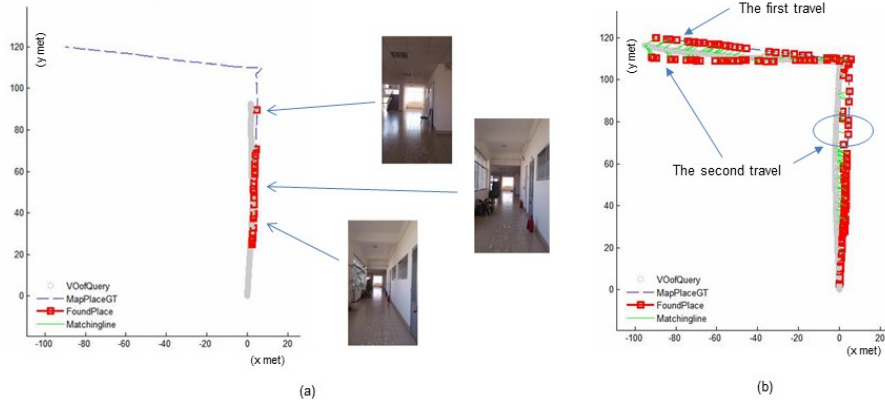 (y met)
120
100
80
60
40
20
0
VOofQuery
MapPlaceGT
FoundPlace
Matchingline
-100
-80
-60
-40
-20
0
20
(x met)
(a)
The first travel
(y met)
120
100
80
60
40
20
0
The second travel
VOofQuery
MapPlaceGT
FoundPlace
Matchingline
-100
-80
-60
-40
-20
0
20
(x met)
(b)